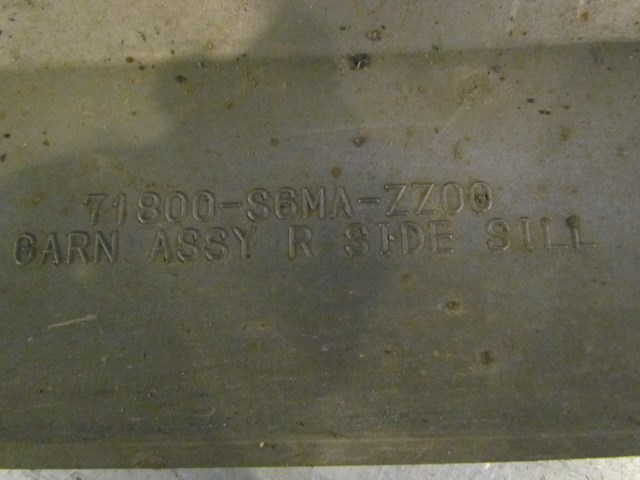 71800-S6MA-ZZ00
GARN ASSY R SIDE SILL